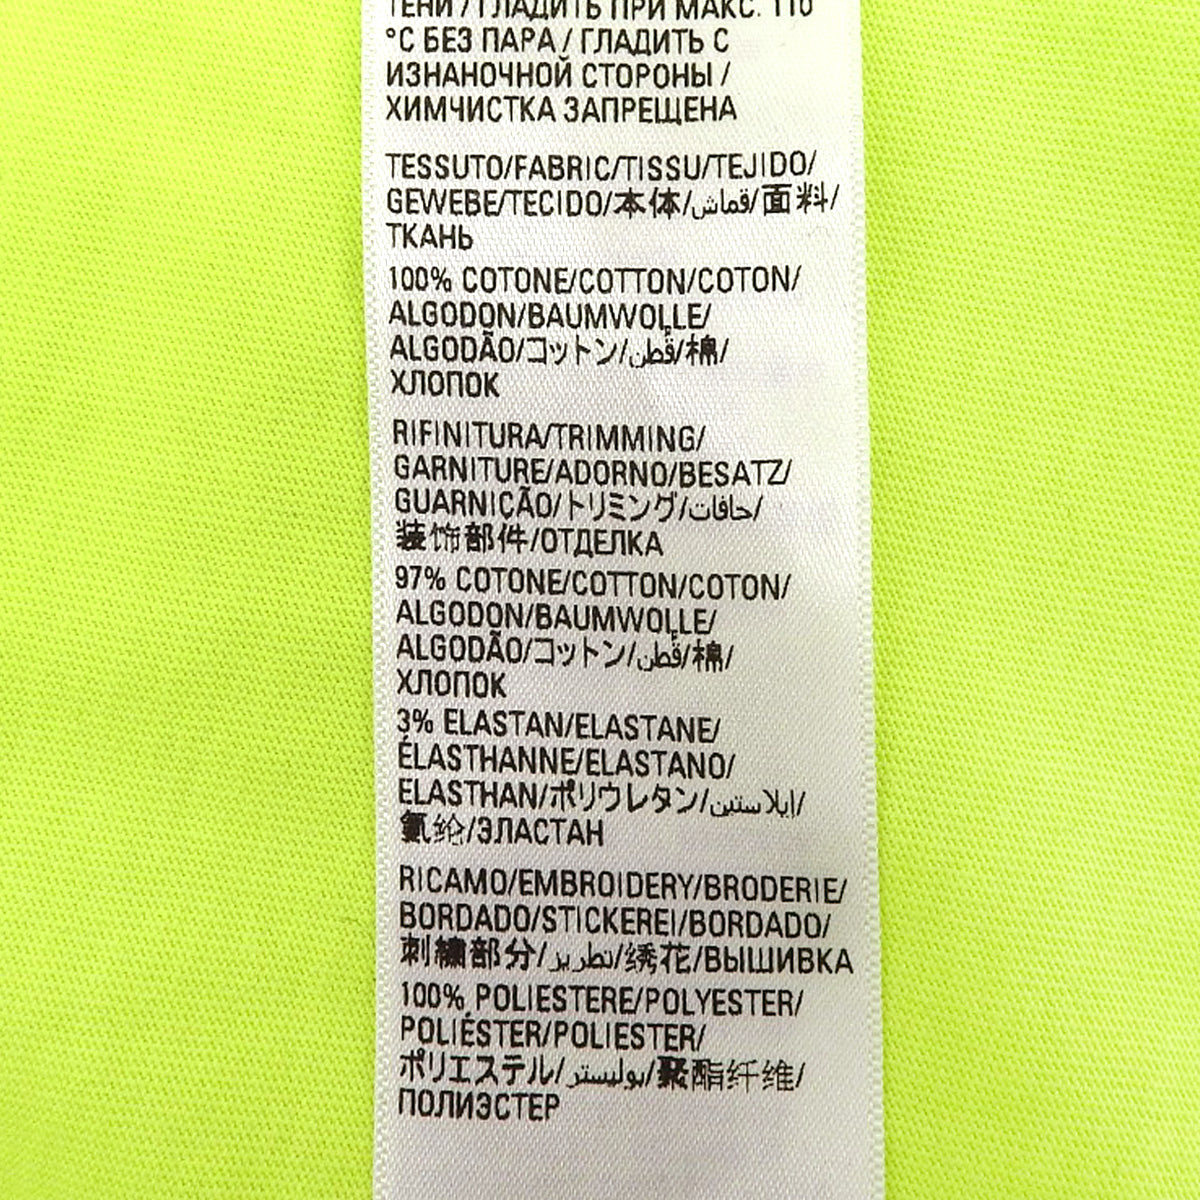 ТЕНИ / ГЛАДИТЬ ПРИ МАКС. 110
°C БЕЗ ПАРА / ГЛАДИТЬ С
ИЗНАНОЧНОЙ СТОРОНЫ /
ХИМЧИСТКА ЗАПРЕЩЕНА
TESSUTO/FABRIC/TISSU/TEJIDO/
GEWEBE/TECIDO/本体/قماش/面料/
ТКАНЬ
100% COTONE/COTTON/COTON/
ALGODON/BAUMWOLLE/
ALGODÃO/コットン/قطن/棉/
ХЛОПОК
RIFINITURA/TRIMMING/
GARNITURE/ADORNO/BESATZ/
GUARNIÇÃO/トリミング/حافات/
装饰部件/ОТДЕЛКА
97% COTONE/COTTON/COTON/
ALGODON/BAUMWOLLE/
ALGODÃO/コットン/قطن/棉/
ХЛОПОК
3% ELASTAN/ELASTANE/
ÉLASTHANNE/ELASTANO/
ELASTHAN/ポリウレタン/إيلاستين/
氨纶/ЭЛАСТАН
RICAMO/EMBROIDERY/BRODERIE/
BORDADO/STICKEREI/BORDADO/
刺繍部分/تطريز/绣花/ВЫШИВКА
100% POLIESTERE/POLYESTER/
POLIÉSTER/POLIESTER/
ポリエステル/بوليستر/聚酯纤维/
ПОЛИЭСТЕР